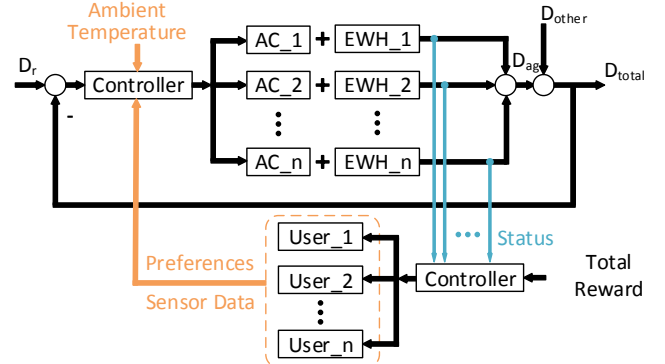 Ambient
Temperature
D_r
-
Controller
AC_1 + EWH_1
AC_2 + EWH_2
AC_n + EWH_n
D_ag
D_other
D_total
Status
User_1
User_2
User_n
Preferences
Sensor Data
Controller
Total
Reward